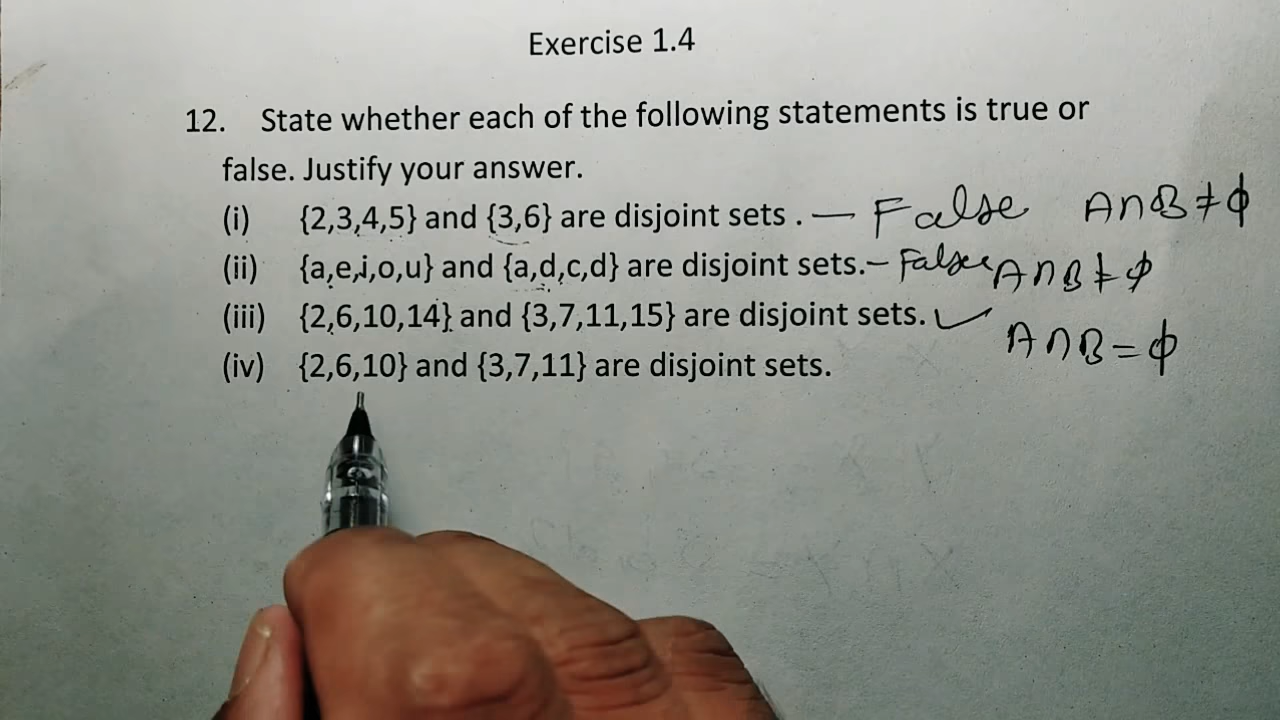 Exercise 1.4
12. State whether each of the following statements is true or
false. Justify your answer.
(i) {2,3,4,5} and {3,6} are disjoint sets . — False A∩B≠ϕ
(ii) {a,e,i,o,u} and {a,d,c,d} are disjoint sets. – False A∩B≠ϕ
(iii) {2,6,10,14} and {3,7,11,15} are disjoint sets. ✓ A∩B=ϕ
(iv) {2,6,10} and {3,7,11} are disjoint sets.